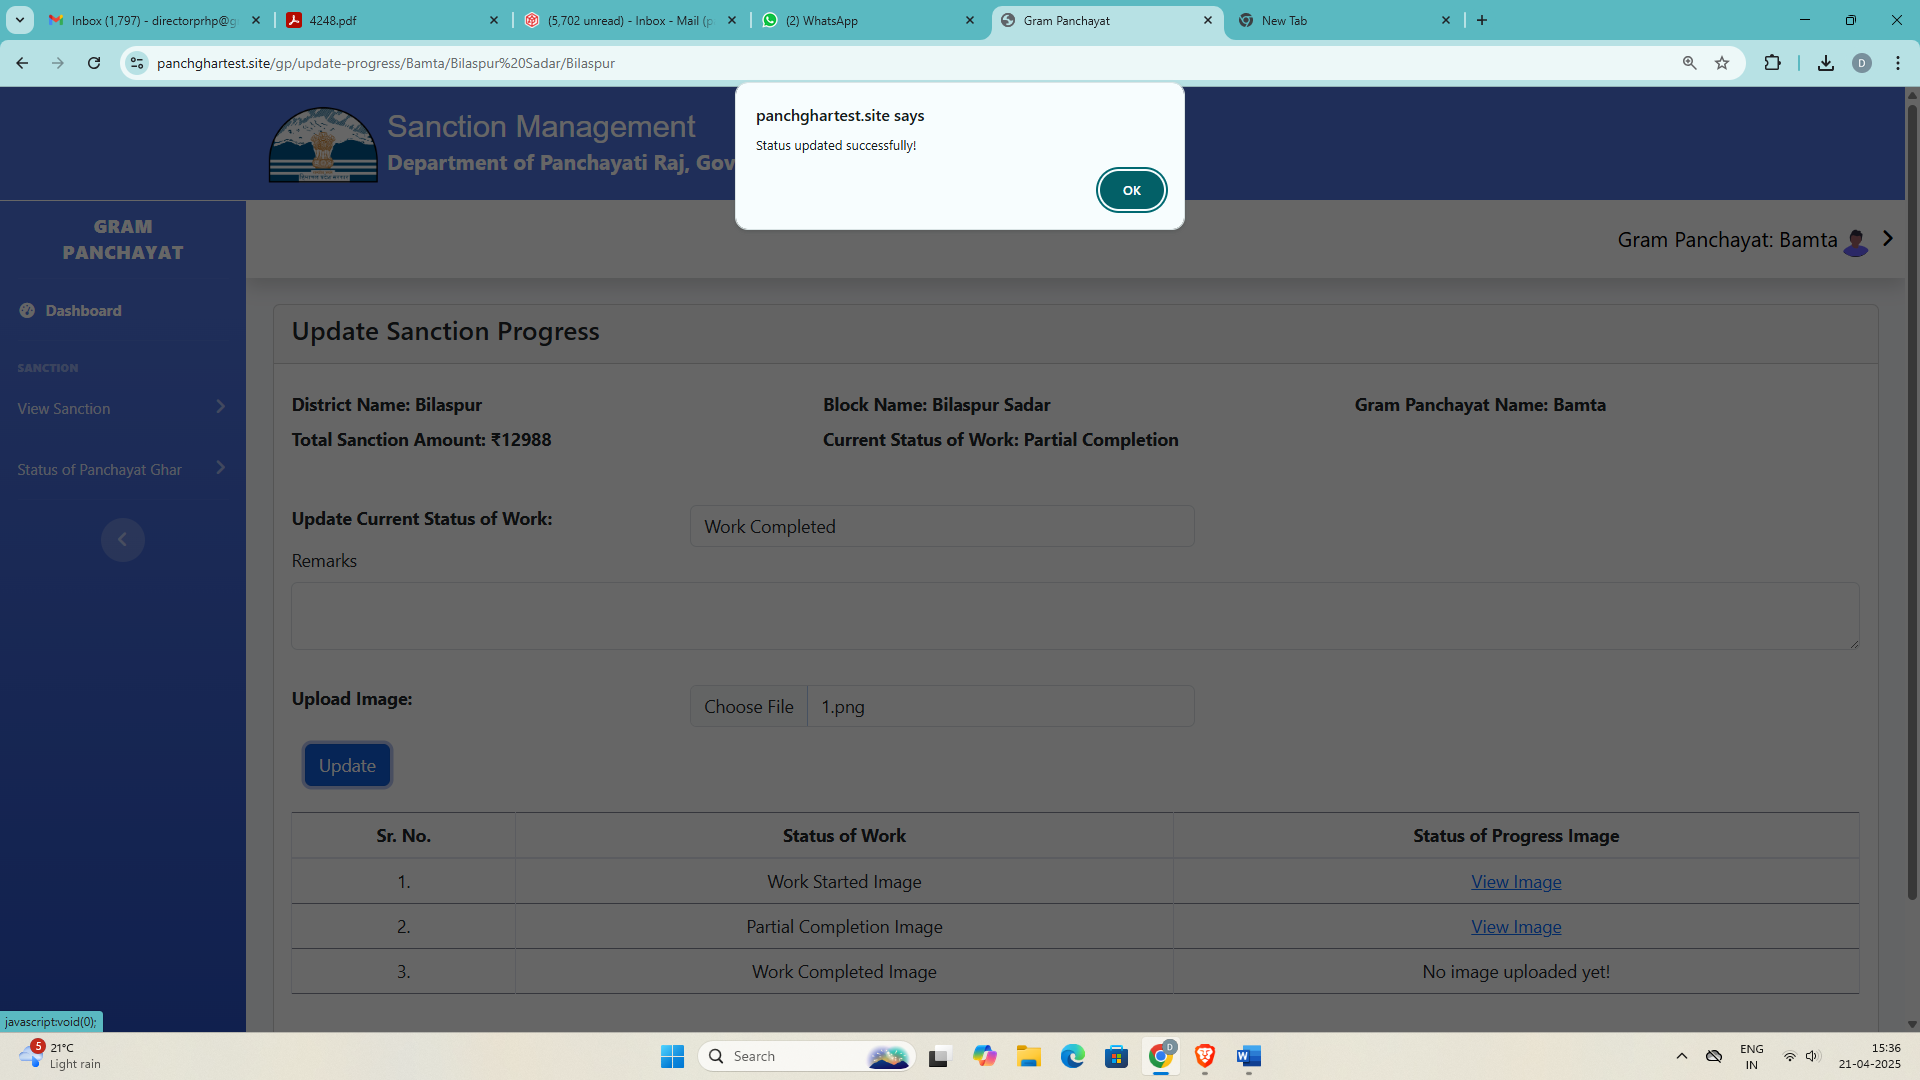 Inbox (1,797) - directorprhp@g
4248.pdf
(5,702 unread) - Inbox - Mail (p
(2) WhatsApp
Gram Panchayat
New Tab
panchghartest.site/gp/update-progress/Bamta/Bilaspur%20Sadar/Bilaspur
D
panchghartest.site says
Status updated successfully!
OK
Sanction Management
Department of Panchayati Raj, Gov
GRAM
PANCHAYAT
Dashboard
SANCTION
View Sanction
Status of Panchayat Ghar
Gram Panchayat: Bamta
Update Sanction Progress
District Name: Bilaspur
Block Name: Bilaspur Sadar
Gram Panchayat Name: Bamta
Total Sanction Amount: ₹12988
Current Status of Work: Partial Completion
Update Current Status of Work:
Work Completed
Remarks
Upload Image:
Choose File
1.png
Update
Sr. No.
Status of Work
Status of Progress Image
1.
Work Started Image
View Image
2.
Partial Completion Image
View Image
3.
Work Completed Image
No image uploaded yet!
javascript:void(0);
5
21°C
Light rain
Search
D
W
ENG
IN
15:36
21-04-2025